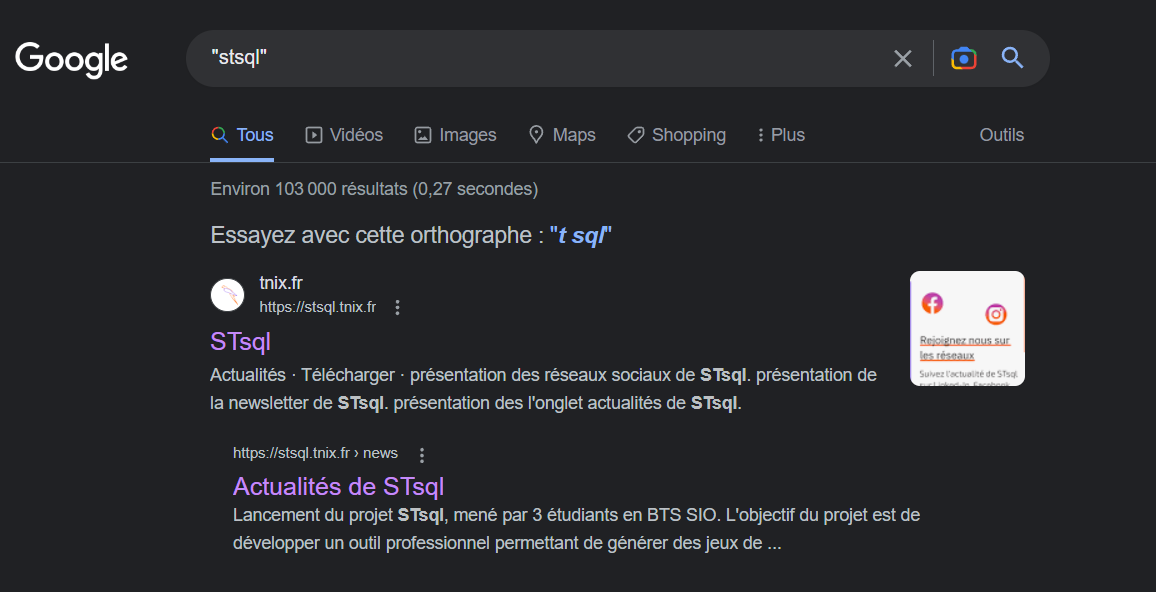 Google
"stsql"
Tous
Vidéos
Images
Maps
Shopping
Plus
Outils
Environ 103 000 résultats (0,27 secondes)
Essayez avec cette orthographe : "t sql"
tnix.fr
https://stsql.tnix.fr
STsql
Actualités · Télécharger · présentation des réseaux sociaux de STsql. présentation de
la newsletter de STsql. présentation des l'onglet actualités de STsql.
Rejoignez nous sur
les réseaux
Suivez l'actualité de STsql
sur Linked-In, Facebook
https://stsql.tnix.fr › news
Actualités de STsql
Lancement du projet STsql, mené par 3 étudiants en BTS SIO. L'objectif du projet est de
développer un outil professionnel permettant de générer des jeux de ...